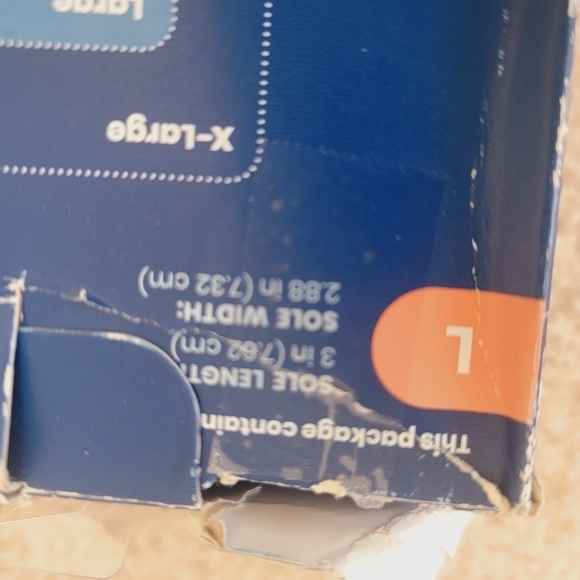 This package contain
L
SOLE LENGT
3 in (7.62 cm)
SOLE WIDTH:
2.88 in (7.32 cm)
X-Large
Large